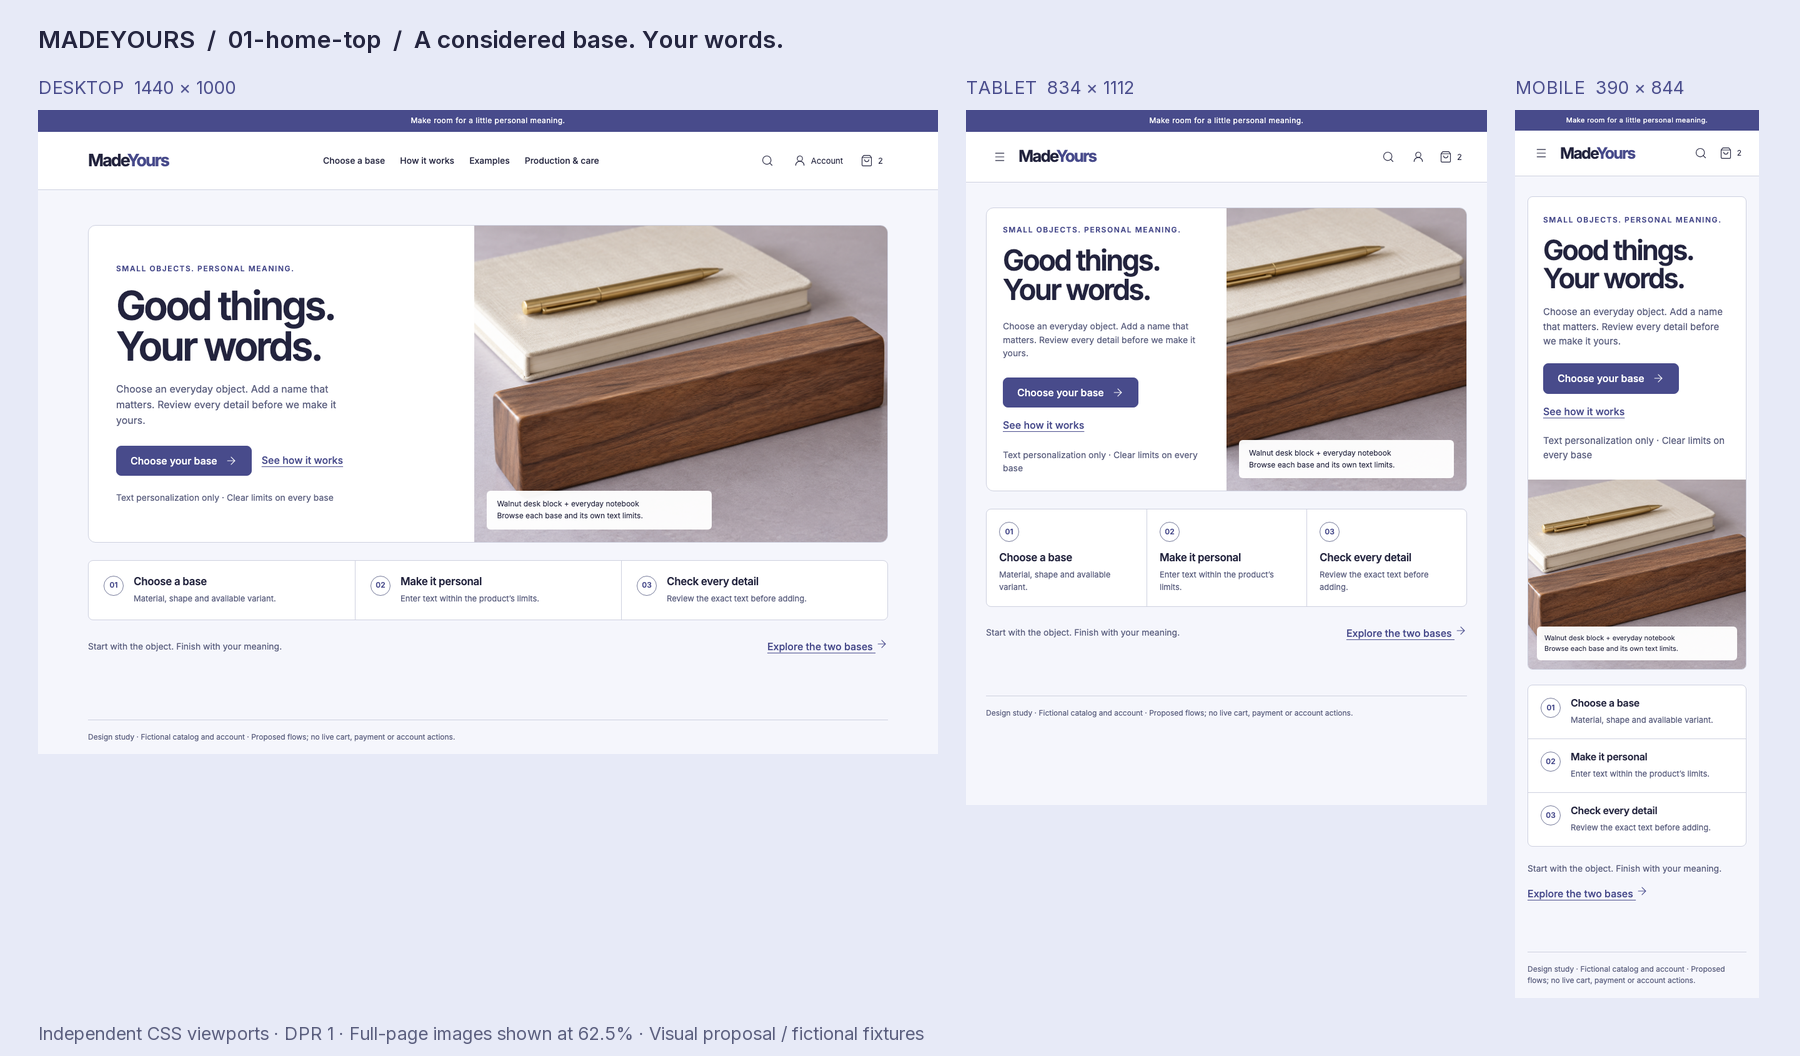 MADEYOURS / 01-home-top / A considered base. Your words.
DESKTOP 1440 × 1000
Make room for a little personal meaning.
MadeYours
Choose a base
How it works
Examples
Production & care
Account
2
SMALL OBJECTS. PERSONAL MEANING.
Good things.
Your words.
Choose an everyday object. Add a name that
matters. Review every detail before we make it
yours.
Choose your base →
See how it works
Text personalization only · Clear limits on every base
Walnut desk block + everyday notebook
Browse each base and its own text limits.
01
Choose a base
Material, shape and available variant.
02
Make it personal
Enter text within the product's limits.
03
Check every detail
Review the exact text before adding.
Start with the object. Finish with your meaning.
Explore the two bases →
Design study · Fictional catalog and account · Proposed flows; no live cart, payment or account actions.
TABLET 834 × 1112
Make room for a little personal meaning.
MadeYours
2
SMALL OBJECTS. PERSONAL MEANING.
Good things.
Your words.
Choose an everyday object. Add a name that
matters. Review every detail before we make it
yours.
Choose your base →
See how it works
Text personalization only · Clear limits on every
base
Walnut desk block + everyday notebook
Browse each base and its own text limits.
01
Choose a base
Material, shape and available
variant.
02
Make it personal
Enter text within the product's
limits.
03
Check every detail
Review the exact text before
adding.
Start with the object. Finish with your meaning.
Explore the two bases →
Design study · Fictional catalog and account · Proposed flows; no live cart, payment or account actions.
MOBILE 390 × 844
Make room for a little personal meaning.
MadeYours
2
SMALL OBJECTS. PERSONAL MEANING.
Good things.
Your words.
Choose an everyday object. Add a name
that matters. Review every detail before
we make it yours.
Choose your base →
See how it works
Text personalization only · Clear limits on
every base
Walnut desk block + everyday notebook
Browse each base and its own text limits.
01
Choose a base
Material, shape and available variant.
02
Make it personal
Enter text within the product's limits.
03
Check every detail
Review the exact text before adding.
Start with the object. Finish with your meaning.
Explore the two bases →
Design study · Fictional catalog and account · Proposed
flows; no live cart, payment or account actions.
Independent CSS viewports · DPR 1 · Full-page images shown at 62.5% · Visual proposal / fictional fixtures